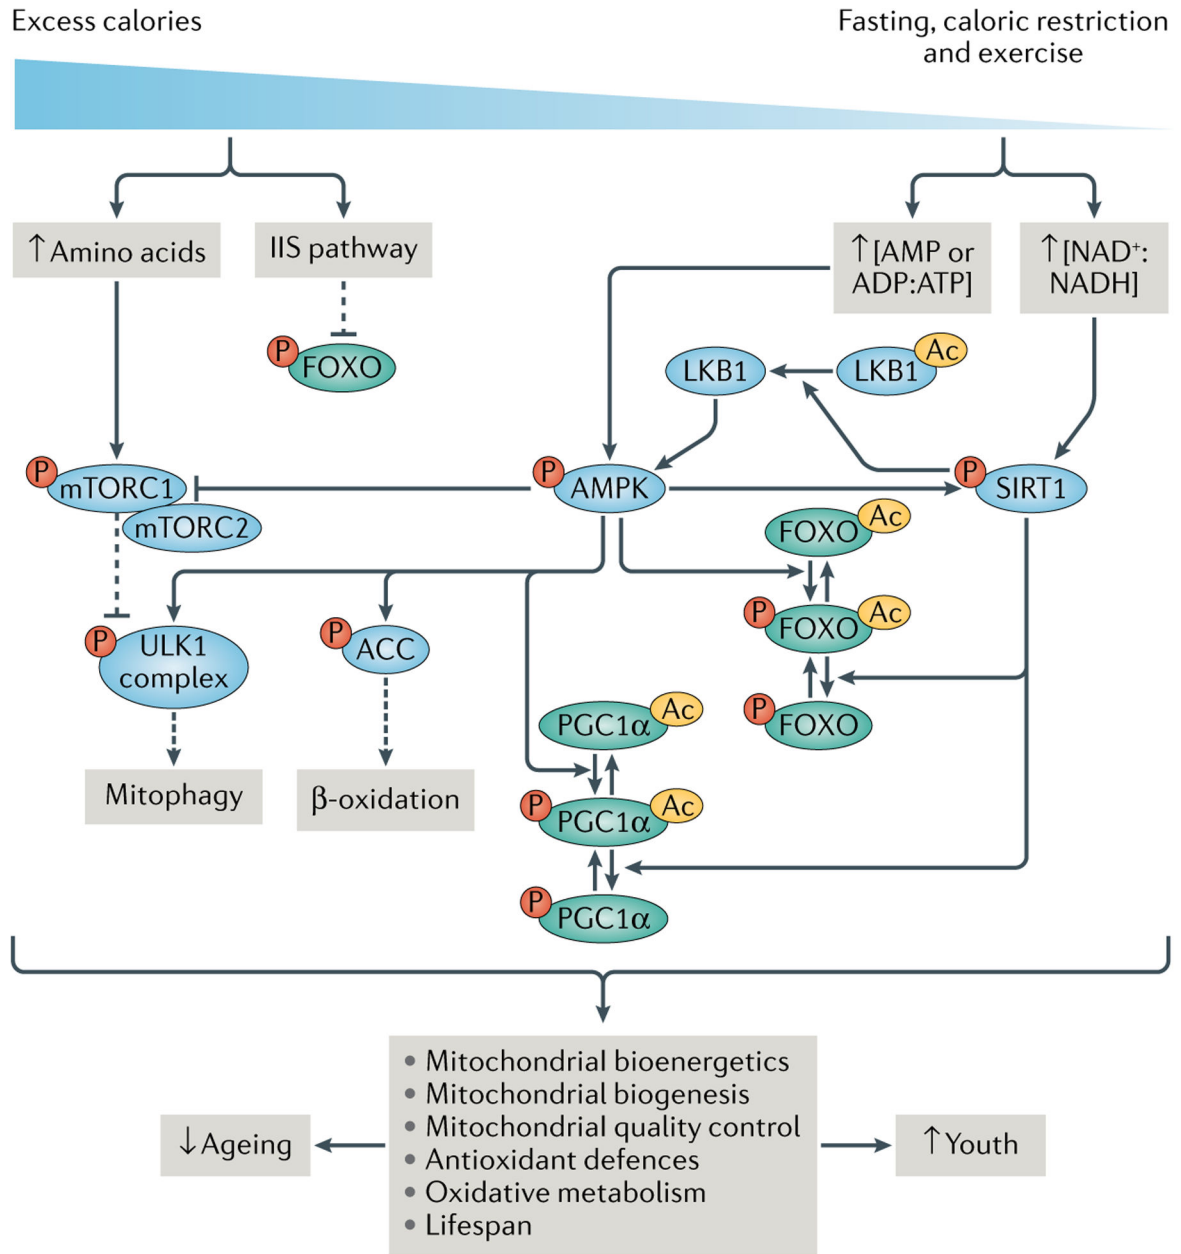 Excess calories
Fasting, caloric restriction
and exercise
↑Amino acids
IIS pathway
↑[AMP or
ADP:ATP]
↑[NAD⁺:
NADH]
P
FOXO
LKB1
LKB1
Ac
P
mTORC1
mTORC2
P
AMPK
P
SIRT1
FOXO
Ac
P
FOXO
Ac
P
FOXO
P
ULK1
complex
P
ACC
PGC1α
Ac
P
PGC1α
Ac
P
PGC1α
Mitophagy
β-oxidation
• Mitochondrial bioenergetics
• Mitochondrial biogenesis
• Mitochondrial quality control
• Antioxidant defences
• Oxidative metabolism
• Lifespan
↓Ageing
↑Youth